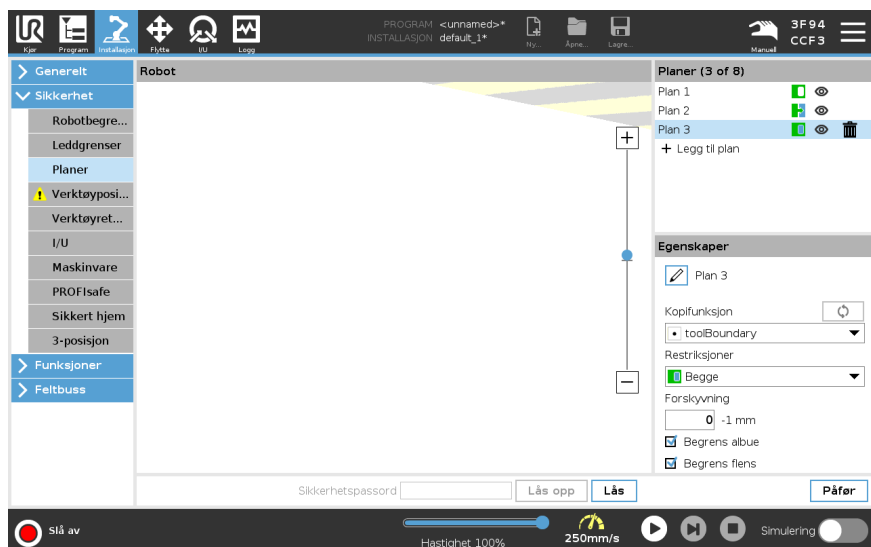 Kjør
Program
Installasjon
Flytte
I/U
Logg
PROGRAM <unnamed>*
INSTALLASJON default_1*
Ny...
Åpne...
Lagre...
Manuell
3F94
CCF3
Generelt
Sikkerhet
Robotbegre...
Leddgrenser
Planer
Verktøyposi...
Verktøyret...
I/U
Maskinvare
PROFIsafe
Sikkert hjem
3-posisjon
Funksjoner
Feltbuss
Robot
Planer (3 of 8)
Plan 1
Plan 2
Plan 3
Legg til plan
Egenskaper
Plan 3
Kopifunksjon
toolBoundary
Restriksjoner
Begge
Forskyvning
0 -1 mm
Begrens albue
Begrens flens
Sikkerhetspassord
Lås opp
Lås
Påfør
Slå av
Hastighet 100%
250mm/s
Simulering